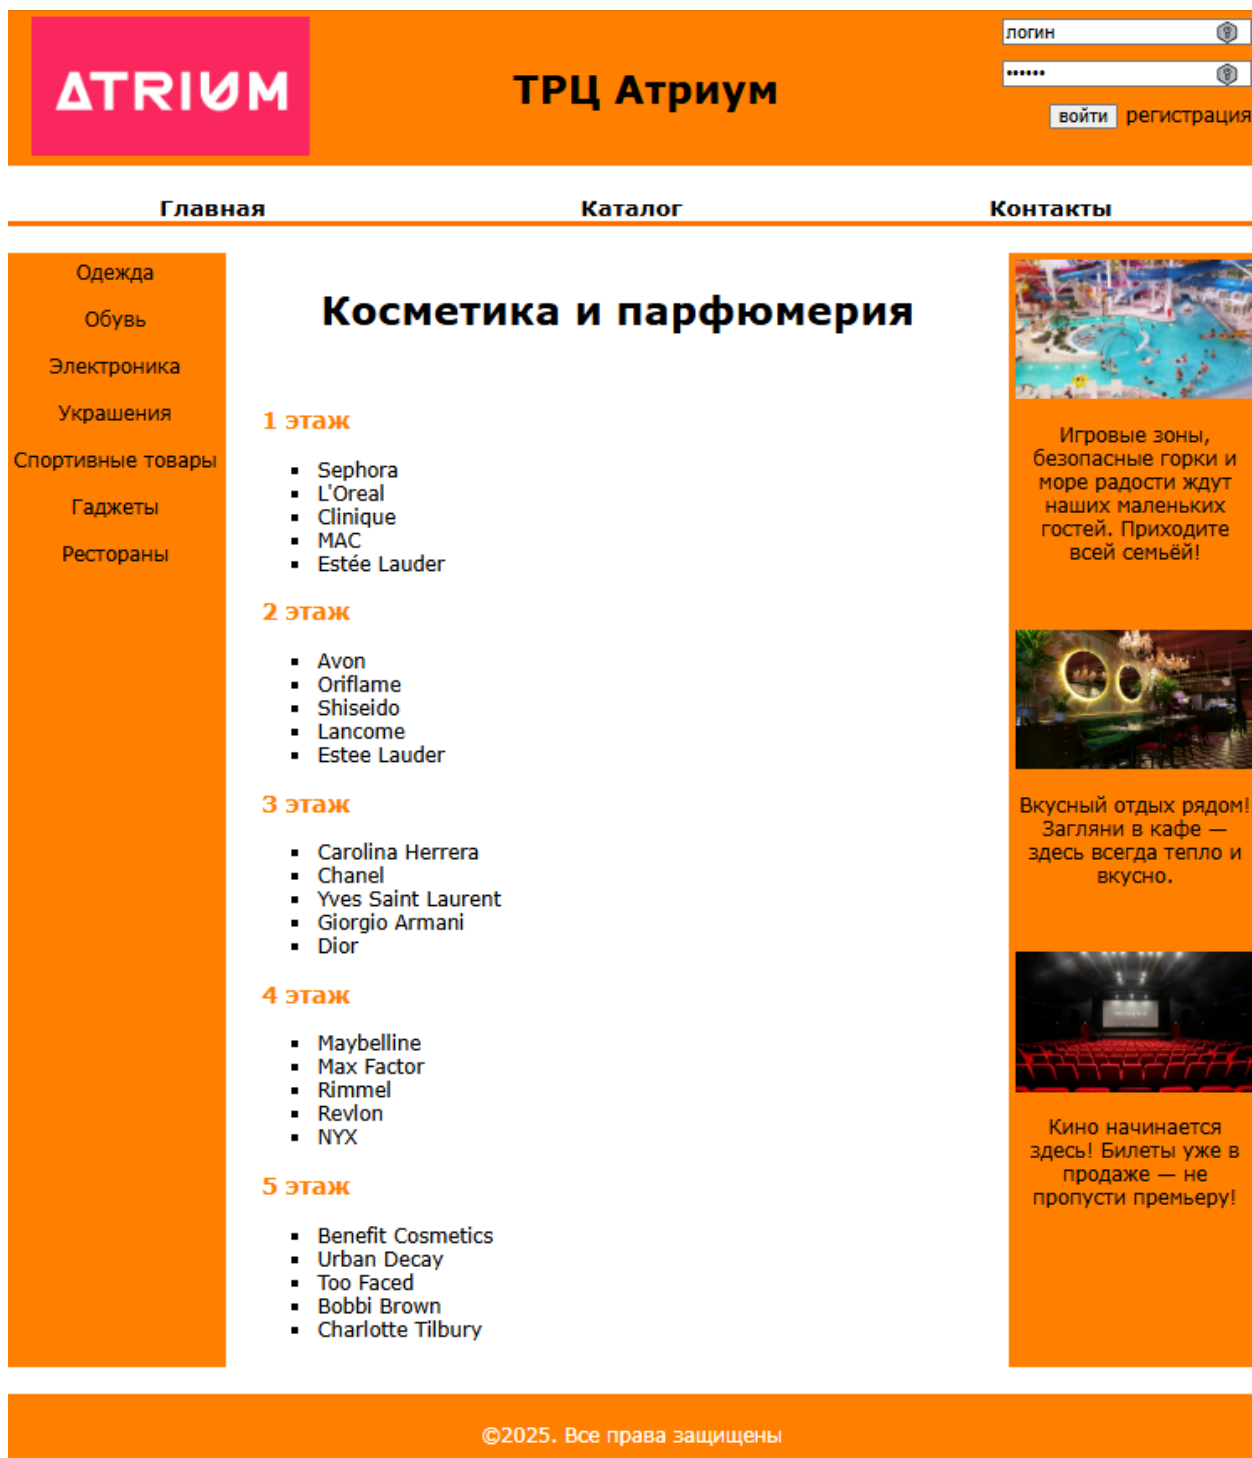 ATRIUM
ТРЦ Атриум
логин
••••••
войти регистрация
Главная Каталог Контакты
Одежда
Обувь
Электроника
Украшения
Спортивные товары
Гаджеты
Рестораны
Косметика и парфюмерия
1 этаж
Sephora
L'Oreal
Clinique
MAC
Estée Lauder
2 этаж
Avon
Oriflame
Shiseido
Lancome
Estee Lauder
3 этаж
Carolina Herrera
Chanel
Yves Saint Laurent
Giorgio Armani
Dior
4 этаж
Maybelline
Max Factor
Rimmel
Revlon
NYX
5 этаж
Benefit Cosmetics
Urban Decay
Too Faced
Bobbi Brown
Charlotte Tilbury
Игровые зоны,
безопасные горки и
море радости ждут
наших маленьких
гостей. Приходите
всей семьёй!
Вкусный отдых рядом!
Загляни в кафе —
здесь всегда тепло и
вкусно.
Кино начинается
здесь! Билеты уже в
продаже — не
пропусти премьеру!
©2025. Все права защищены